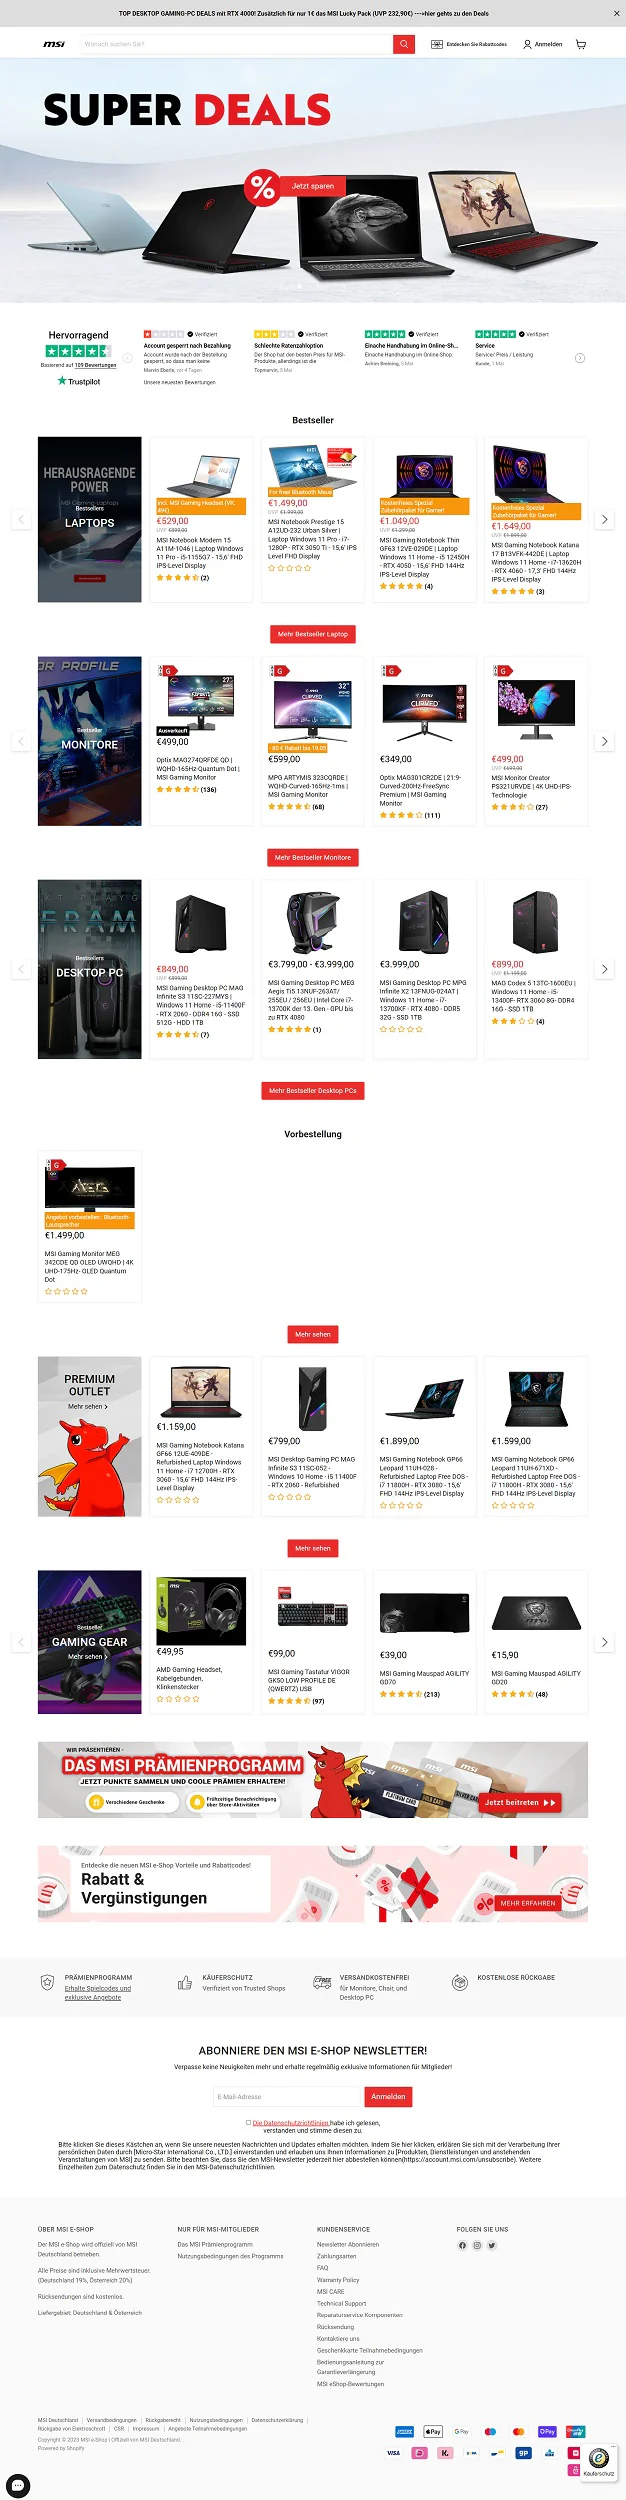 TOP DESKTOP GAMING-PC DEALS mit RTX 4000! Zusätzlich für nur 1€ das MSI Lucky Pack (UVP 232,90€) --->hier gehts zu den Deals
msi
Wonach suchen Sie?
Entdecken Sie Rabattcodes
Anmelden
SUPER DEALS
%
Jetzt sparen
Hervorragend
Basierend auf 109 Bewertungen
Trustpilot
Verifiziert
Account gesperrt nach Bezahlung
Account wurde nach der Bestellung
gesperrt, so dass man keine
Marvin Eberle, vor 4 Tagen
Verifiziert
Schlechte Ratenzahloption
Der Shop hat den besten Preis für MSI-
Produkte, allerdings ist die
Topmarvin, 8 Mai
Verifiziert
Einache Handhabung im Online-Sh...
Einache Handhabung im Online-Shop.
Achim Breining, 5 Mai
Verifiziert
Service
Service/ Preis / Leistung
Kunde, 1 Mai
Unsere neuesten Bewertungen
Bestseller
HERAUSRAGENDE
POWER
MSI Gaming-Laptops
Bestsellers
LAPTOPS
incl. MSI Gaming Headset (VK:
49€)
€529,00
UVP €899,00
MSI Notebook Modern 15
A11M-1046 | Laptop Windows
11 Pro - i5-1155G7 - 15,6' FHD
IPS-Level Display
(2)
For free! Bluetooth Maus
€1.499,00
UVP €1.999,00
MSI Notebook Prestige 15
A12UD-232 Urban Silver |
Laptop Windows 11 Pro - i7-
1280P - RTX 3050 Ti - 15,6' IPS
Level FHD Display
Kostenfreies Spezial
Zubehörpaket für Gamer!
€1.049,00
UVP €1.299,00
MSI Gaming Notebook Thin
GF63 12VE-029DE | Laptop
Windows 11 Home - i5 12450H
- RTX 4050 - 15,6' FHD 144Hz
IPS-Level Display
(4)
Kostenfreies Spezial
Zubehörpaket für Gamer!
€1.649,00
UVP €1.899,00
MSI Gaming Notebook Katana
17 B13VFK-442DE | Laptop
Windows 11 Home - i7-13620H
- RTX 4060 - 17,3' FHD 144Hz
IPS-Level Display
(3)
Mehr Bestseller Laptop
OR PROFILE
Bestseller
MONITORE
G
27"
Ausverkauft
€499,00
Optix MAG274QRFDE QD |
WQHD-165Hz-Quantum Dot |
MSI Gaming Monitor
(136)
G
32"
CURVED
- 80 € Rabatt bis 19.05
€599,00
MPG ARTYMIS 323CQRDE |
WQHD-Curved-165Hz-1ms |
MSI Gaming Monitor
(68)
G
msi
CURVED
€349,00
Optix MAG301CR2DE | 21:9-
Curved-200Hz-FreeSync
Premium | MSI Gaming
Monitor
(111)
G
€499,00
UVP €599,00
MSI Monitor Creator
PS321URVDE | 4K UHD-IPS-
Technologie
(27)
Mehr Bestseller Monitore
XT PLAYG
FRAM
Bestsellers
DESKTOP PC
€849,00
UVP €899,00
MSI Gaming Desktop PC MAG
Infinite S3 11SC-227MYS |
Windows 11 Home - i5-11400F
- RTX 2060 - DDR4 16G - SSD
512G - HDD 1TB
(7)
€3.799,00 - €3.999,00
MSI Gaming Desktop PC MEG
Aegis Ti5 13NUF-263AT/
255EU / 256EU | Intel Core i7-
13700K der 13. Gen - GPU bis
zu RTX 4080
(1)
€3.999,00
MSI Gaming Desktop PC MPG
Infinite X2 13FNUG-024AT |
Windows 11 Home - i7-
13700KF - RTX 4080 - DDR5
32G - SSD 1TB
€899,00
UVP €1.199,00
MAG Codex 5 13TC-1600EU |
Windows 11 Home - i5-
13400F- RTX 3060 8G- DDR4
16G - SSD 1TB
(4)
Mehr Bestseller Desktop PCs
Vorbestellung
G
Angebot vorbestellen : Bluetooth-
Lautsprecher
€1.499,00
MSI Gaming Monitor MEG
342CDE QD OLED UWQHD | 4K
UHD-175Hz- OLED Quantum
Dot
Mehr sehen
PREMIUM
OUTLET
Mehr sehen
€1.159,00
MSI Gaming Notebook Katana
GF66 12UE-409DE -
Refurbished Laptop Windows
11 Home - i7 12700H - RTX
3060 - 15,6' FHD 144Hz IPS-
Level Display
€799,00
MSI Desktop Gaming PC MAG
Infinite S3 11SC-052 -
Windows 10 Home - i5 11400F
- RTX 2060 - Refurbished
€1.899,00
MSI Gaming Notebook GP66
Leopard 11UH-028 -
Refurbished Laptop Free DOS -
i7 11800H - RTX 3080 - 15,6'
FHD 144Hz IPS-Level Display
€1.599,00
MSI Gaming Notebook GP66
Leopard 11UH-671XD -
Refurbished Laptop Free DOS -
i7 11800H - RTX 3080 - 15,6'
FHD 144Hz IPS-Level Display
Mehr sehen
Bestseller
GAMING GEAR
Mehr sehen
msi
€49,95
AMD Gaming Headset,
Kabelgebunden,
Klinkenstecker
€99,00
MSI Gaming Tastatur VIGOR
GK50 LOW PROFILE DE
(QWERTZ) USB
(97)
€39,00
MSI Gaming Mauspad AGILITY
GD70
(213)
€15,90
MSI Gaming Mauspad AGILITY
GD20
(48)
WIR PRÄSENTIEREN -
DAS MSI PRÄMIENPROGRAMM
JETZT PUNKTE SAMMELN UND COOLE PRÄMIEN ERHALTEN!
Verschiedene Geschenke
Frühzeitige Benachrichtigung
über Store-Aktivitäten
PLATINUM CARD
GOLD CARD
SILVER CARD
Jetzt beitreten
Entdecke die neuen MSI e-Shop Vorteile und Rabattcodes!
Rabatt &
Vergünstigungen
MEHR ERFAHREN
PRÄMIENPROGRAMM
Erhalte Spielcodes und
exklusive Angebote
KÄUFERSCHUTZ
Verifiziert von Trusted Shops
FREE
VERSANDKOSTENFREI
für Monitore, Chair, und
Desktop PC
KOSTENLOSE RÜCKGABE
ABONNIERE DEN MSI E-SHOP NEWSLETTER!
Verpasse keine Neuigkeiten mehr und erhalte regelmäßig exklusive Informationen für Mitglieder!
E-Mail-Adresse
Anmelden
Die Datenschutzrichtlinien habe ich gelesen,
verstanden und stimme diesen zu.
Bitte klicken Sie dieses Kästchen an, wenn Sie unsere neuesten Nachrichten und Updates erhalten möchten. Indem Sie hier klicken, erklären Sie sich mit der Verarbeitung Ihrer
persönlichen Daten durch [Micro-Star International Co., LTD.] einverstanden und erlauben uns Ihnen Informationen zu [Produkten, Dienstleistungen und anstehenden
Veranstaltungen von MSI] zu senden. Bitte beachten Sie, dass Sie den MSI-Newsletter jederzeit hier abbestellen können(https://account.msi.com/unsubscribe). Weitere
Einzelheiten zum Datenschutz finden Sie in den MSI-Datenschutzrichtlinien.
ÜBER MSI E-SHOP
Der MSI e-Shop wird offiziell von MSI
Deutschland betrieben.
Alle Preise sind inklusive Mehrwertsteuer.
(Deutschland 19%, Österreich 20%)
Rücksendungen sind kostenlos.
Liefergebiet: Deutschland & Österreich
NUR FÜR MSI-MITGLIEDER
Das MSI Prämienprogramm
Nutzungsbedingungen des Programms
KUNDENSERVICE
Newsletter Abonnieren
Zahlungsarten
FAQ
Warranty Policy
MSI CARE
Technical Support
Reparaturservice Komponenten
Rücksendung
Kontaktiere uns
Geschenkkarte Teilnahmebedingungen
Bedienungsanleitung zur
Garantieverlängerung
MSI eShop-Bewertungen
FOLGEN SIE UNS
MSI Deutschland
Versandbedingungen
Rückgaberecht
Nutzungsbedingungen
Datenschutzerklärung
Rückgabe von Elektroschrott
CSR
Impressum
Angebote Teilnahmebedingungen
Copyright © 2023 MSI e-Shop | Offiziell von MSI Deutschland.
Powered by Shopify
Pay
G Pay
Pay
VISA
K.
Käuferschutz